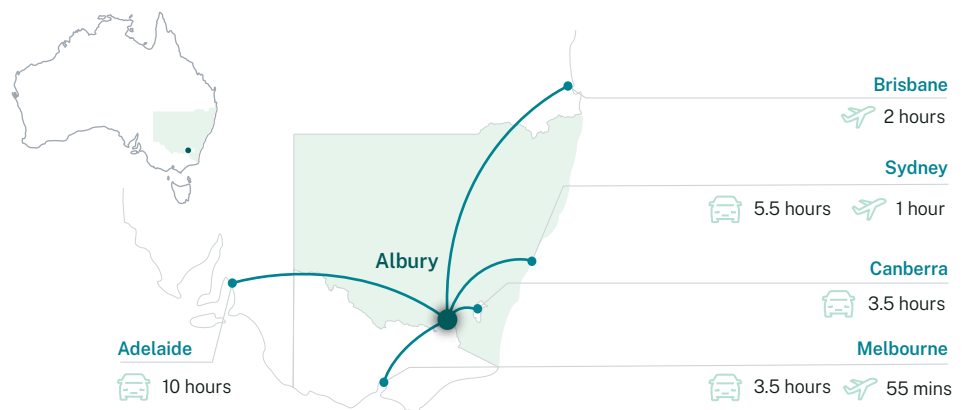 Brisbane
2 hours
Sydney
5.5 hours 1 hour
Albury
Canberra
3.5 hours
Adelaide
10 hours
Melbourne
3.5 hours 55 mins